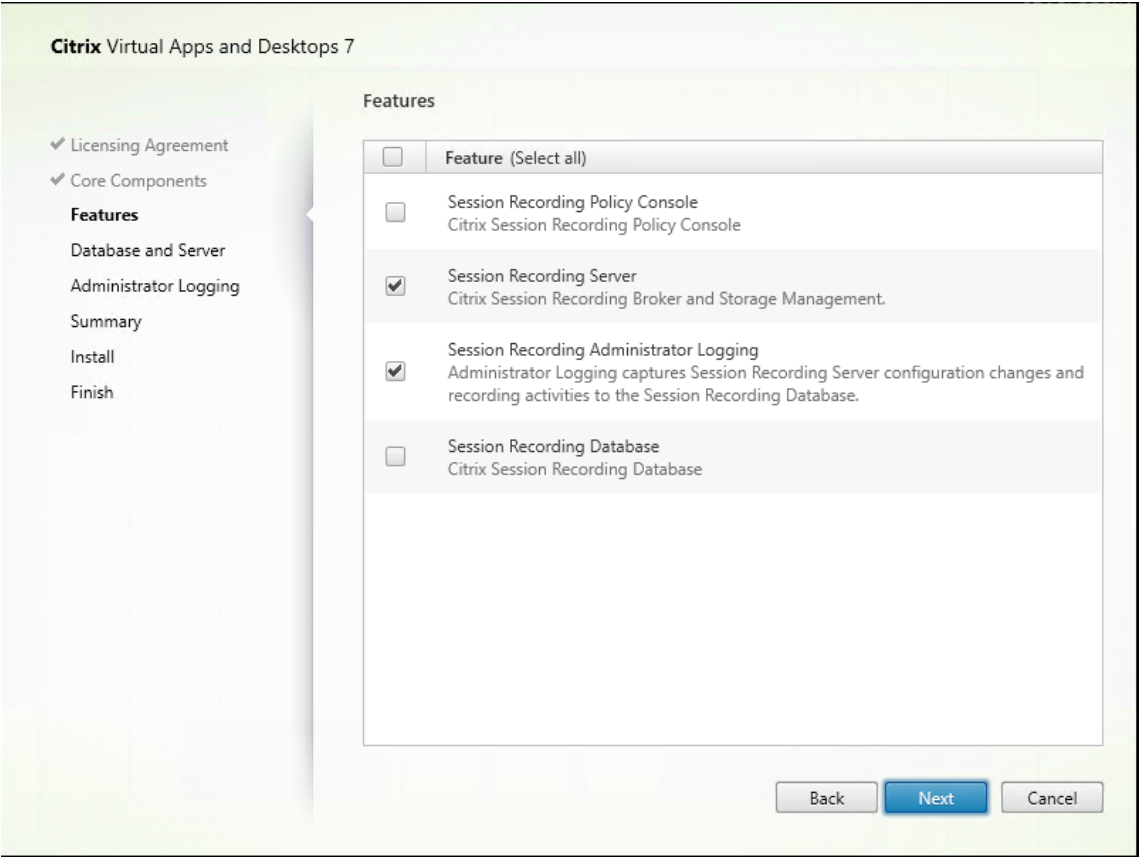 Citrix Virtual Apps and Desktops 7
Licensing Agreement
Core Components
Features
Database and Server
Administrator Logging
Summary
Install
Finish
Features
Feature (Select all)
Session Recording Policy Console
Citrix Session Recording Policy Console
Session Recording Server
Citrix Session Recording Broker and Storage Management.
Session Recording Administrator Logging
Administrator Logging captures Session Recording Server configuration changes and
recording activities to the Session Recording Database.
Session Recording Database
Citrix Session Recording Database
Back
Next
Cancel